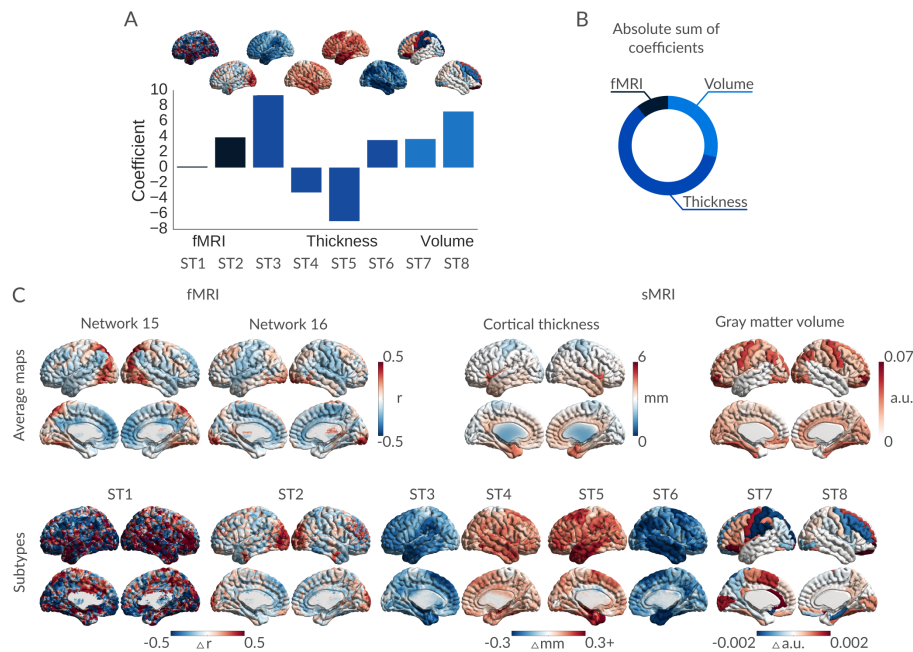 A
Coefficient
10
8
6
4
2
0
−2
−4
−6
−8
fMRI
Thickness
Volume
ST1
ST2
ST3
ST4
ST5
ST6
ST7
ST8
B
Absolute sum of
coefficients
fMRI
Volume
Thickness
C
fMRI
sMRI
Average maps
Network 15
Network 16
0.5
r
-0.5
Cortical thickness
6
mm
0
Gray matter volume
0.07
a.u.
0
Subtypes
ST1
ST2
ST3
ST4
ST5
ST6
ST7
ST8
-0.5
△r
0.5
-0.3
△mm
0.3+
-0.002
△a.u.
0.002